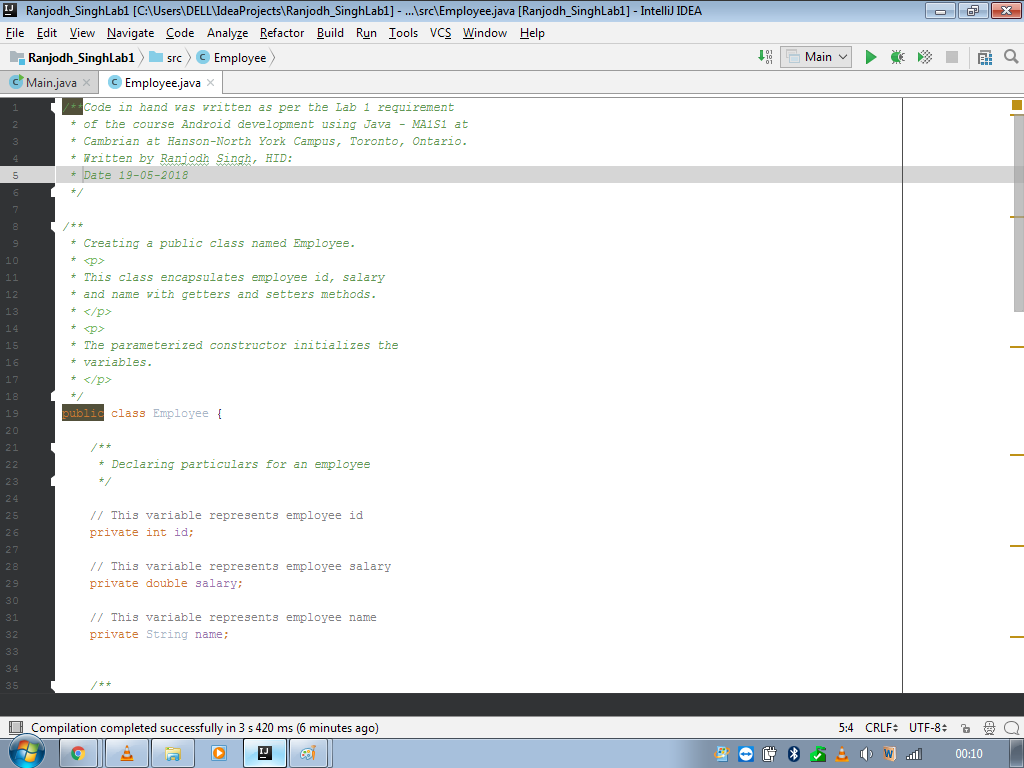 Ranjodh_SinghLab1 [C:\Users\DELL\IdeaProjects\Ranjodh_SinghLab1] - ...\src\Employee.java [Ranjodh_SinghLab1] - IntelliJ IDEA
File Edit View Navigate Code Analyze Refactor Build Run Tools VCS Window Help
Ranjodh_SinghLab1 src Employee Main
Main.java Employee.java
1 /**Code in hand was written as per the Lab 1 requirement
2 * of the course Android development using Java - MA1S1 at
3 * Cambrian at Hanson-North York Campus, Toronto, Ontario.
4 * Written by Ranjodh Singh, HID:
5 * Date 19-05-2018
6 */
7
8 /**
9 * Creating a public class named Employee.
10 * <p>
11 * This class encapsulates employee id, salary
12 * and name with getters and setters methods.
13 * </p>
14 * <p>
15 * The parameterized constructor initializes the
16 * variables.
17 * </p>
18 */
19 public class Employee {
20
21 /**
22 * Declaring particulars for an employee
23 */
24
25 // This variable represents employee id
26 private int id;
27
28 // This variable represents employee salary
29 private double salary;
30
31 // This variable represents employee name
32 private String name;
33
34
35 /**
Compilation completed successfully in 3 s 420 ms (6 minutes ago) 5:4 CRLF UTF-8
00:10